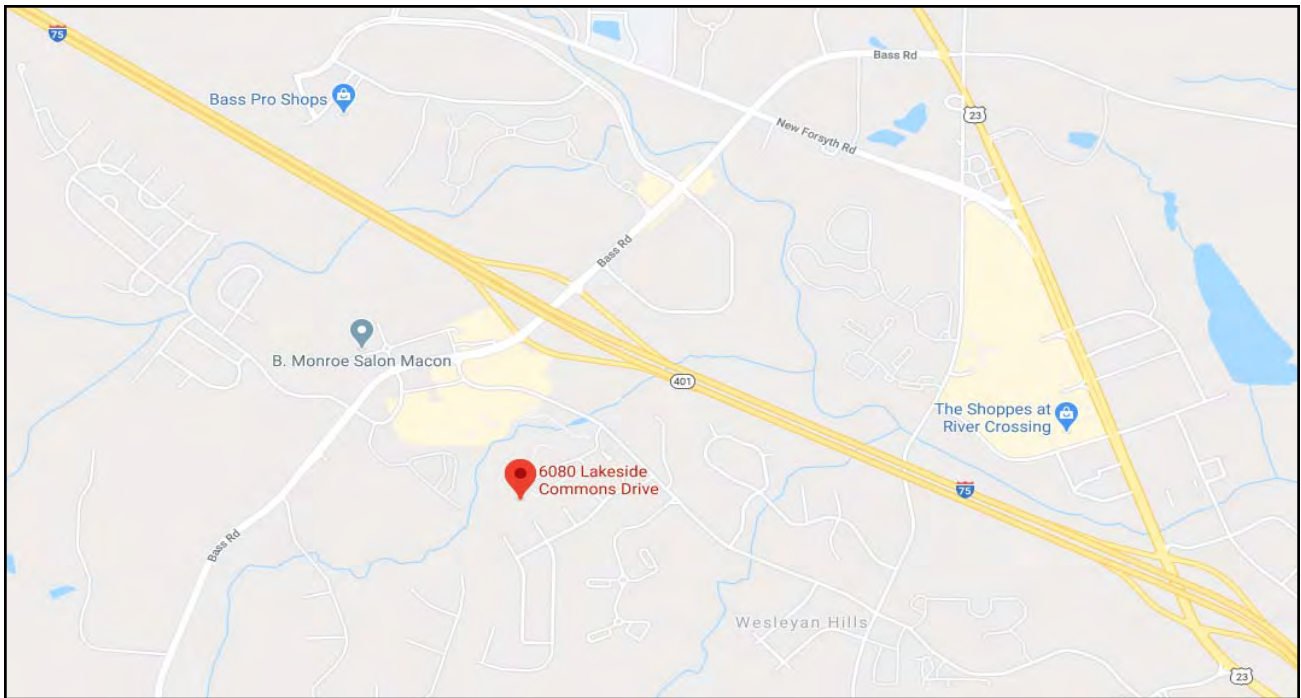 75
Bass Rd
Bass Pro Shops
23
New Forsyth Rd
Bass Rd
B. Monroe Salon Macon
401
The Shoppes at
River Crossing
6080 Lakeside
Commons Drive
75
Bass Rd
Wesleyan Hills
23